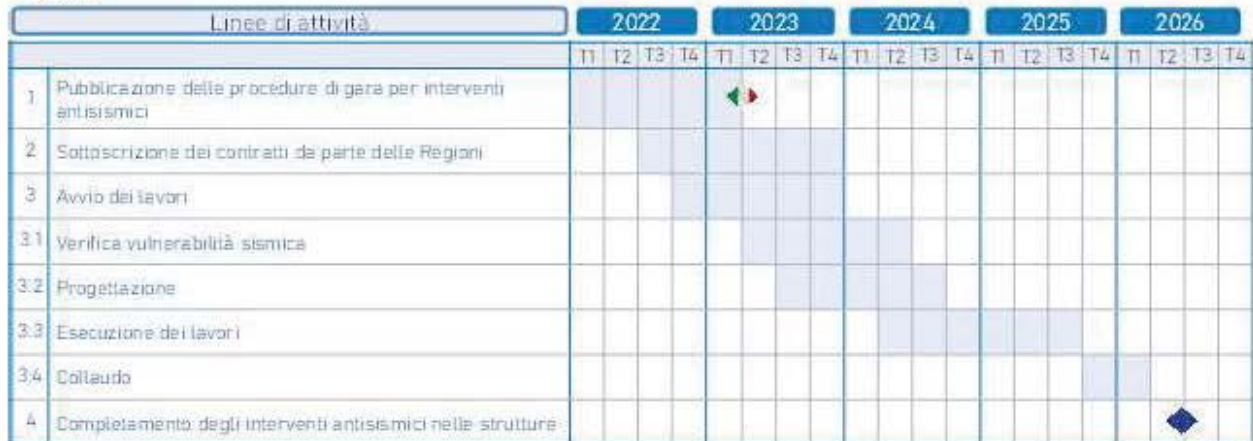 Linee di attività 2022 2023 2024 2025 2026
T1 T2 T3 T4 T1 T2 T3 T4 T1 T2 T3 T4 T1 T2 T3 T4 T1 T2 T3 T4
1 Pubblicazione delle procedure di gara per interventi
antisismici
2 Sottoscrizione dei contratti da parte delle Regioni
3 Avvio dei lavori
3.1 Verifica vulnerabilità sismica
3.2 Progettazione
3.3 Esecuzione dei lavori
3.4 Collaudo
4 Completamento degli interventi antisismici nelle strutture